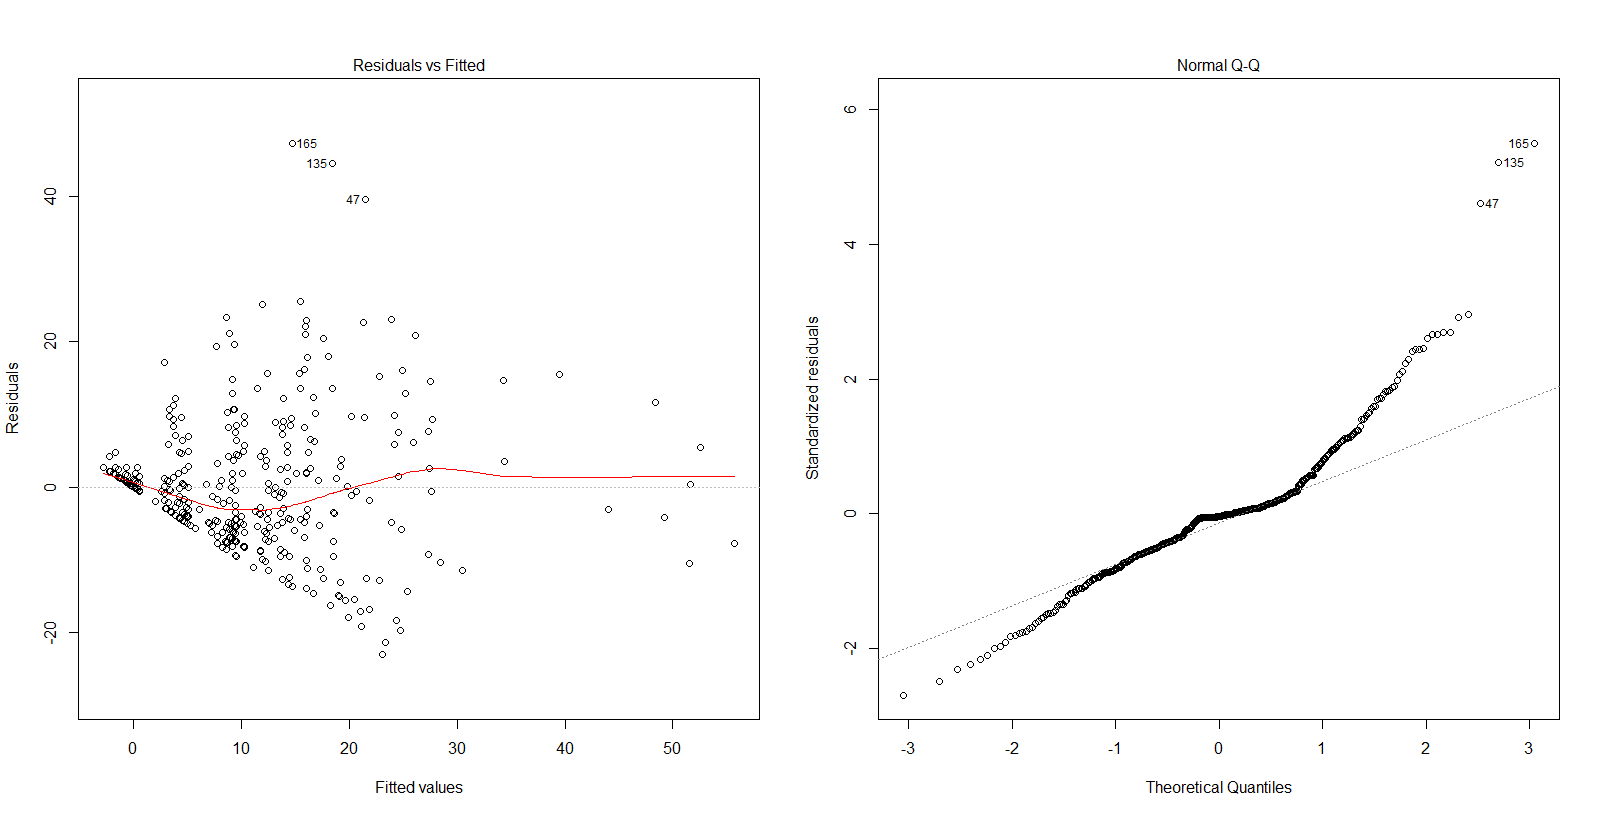 Residuals vs Fitted
Residuals
40
20
0
-20
165
135
47
0 10 20 30 40 50
Fitted values
Normal Q-Q
Standardized residuals
6
4
2
0
-2
165
135
47
-3 -2 -1 0 1 2 3
Theoretical Quantiles